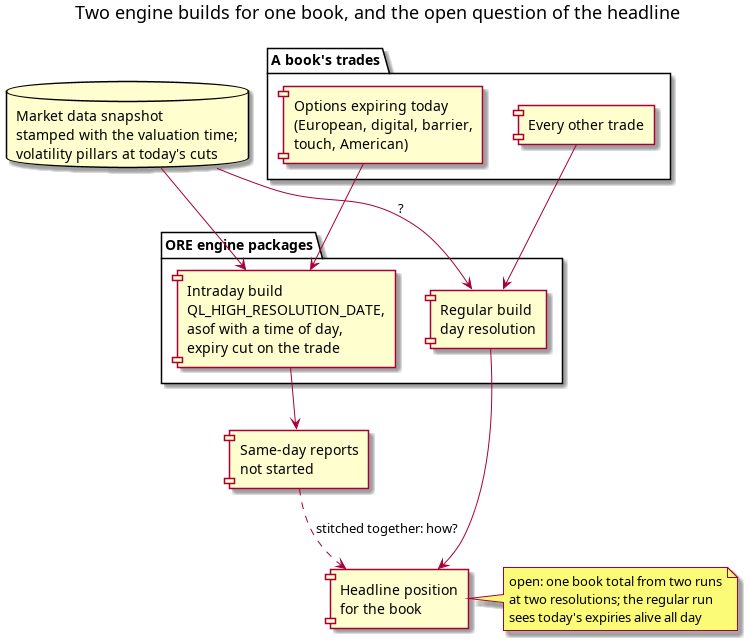 Two engine builds for one book, and the open question of the headline
A book's trades
Market data snapshot
stamped with the valuation time;
volatility pillars at today's cuts
Options expiring today
(European, digital, barrier,
touch, American)
Every other trade
?
ORE engine packages
Intraday build
QL_HIGH_RESOLUTION_DATE,
asof with a time of day,
expiry cut on the trade
Regular build
day resolution
Same-day reports
not started
stitched together: how?
Headline position
for the book
open: one book total from two runs
at two resolutions; the regular run
sees today's expiries alive all day